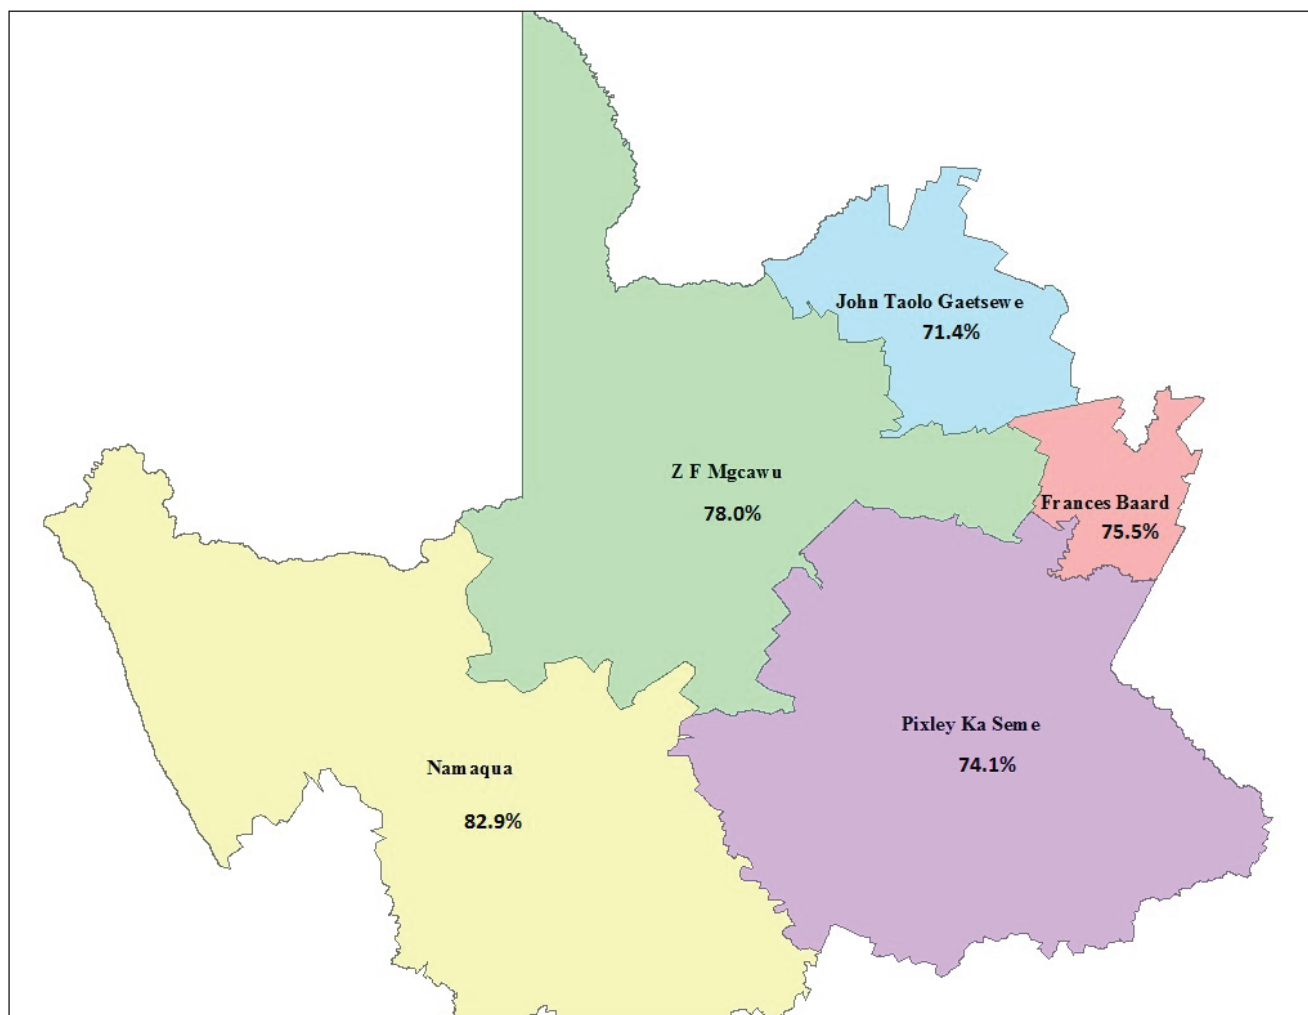 John Taolo Gaetsewe
71.4%
Z F Mgcawu
78.0%
Frances Baard
75.5%
Pixley Ka Seme
74.1%
Namaqua
82.9%